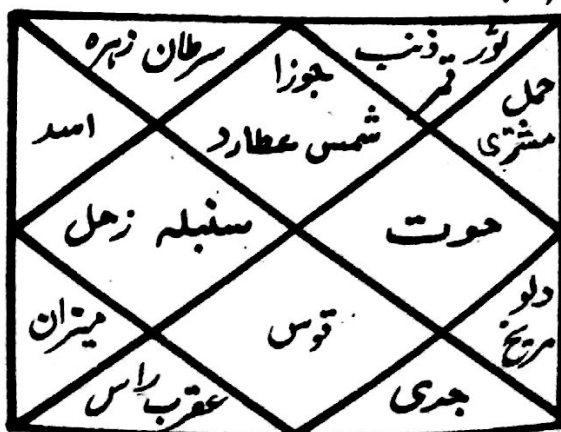 ثور ذنب
قمر
جوزا
شمس عطارد
سرطان زہرہ
حمل
مشتری
اسد
حوت
سنبلہ زحل
دلو
مریخ
قوس
میزان
جدی
عقرب راس